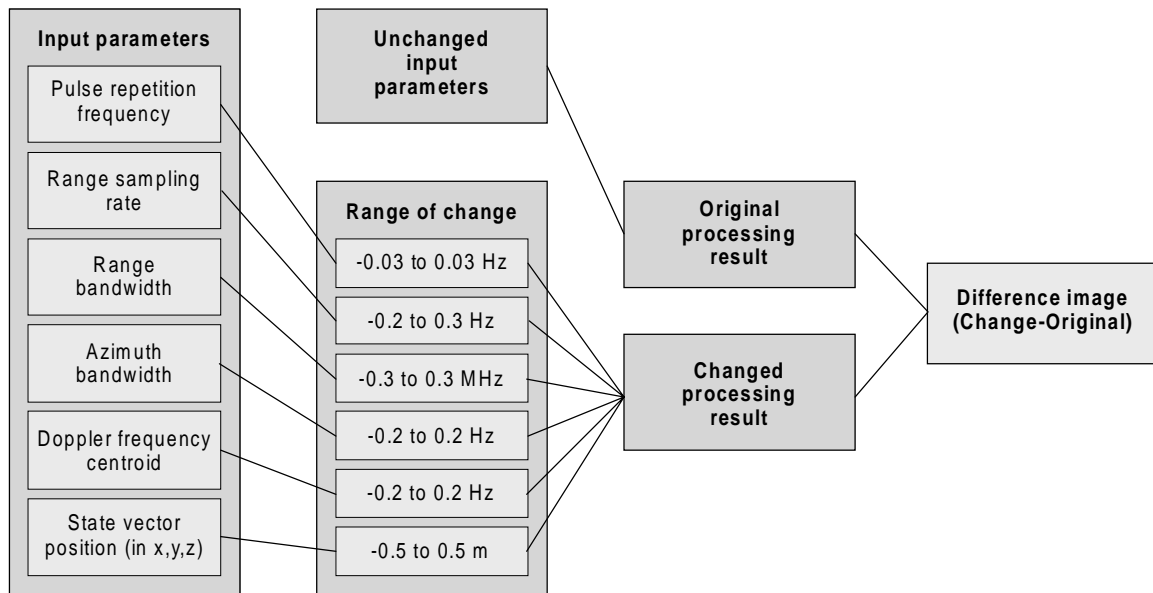 Input parameters
Pulse repetition
frequency
Range sampling
rate
Range
bandwidth
Azimuth
bandwidth
Doppler frequency
centroid
State vector
position (in x,y,z)
Unchanged
input
parameters
Range of change
-0.03 to 0.03 Hz
-0.2 to 0.3 Hz
-0.3 to 0.3 MHz
-0.2 to 0.2 Hz
-0.2 to 0.2 Hz
-0.5 to 0.5 m
Original
processing
result
Changed
processing
result
Difference image
(Change-Original)